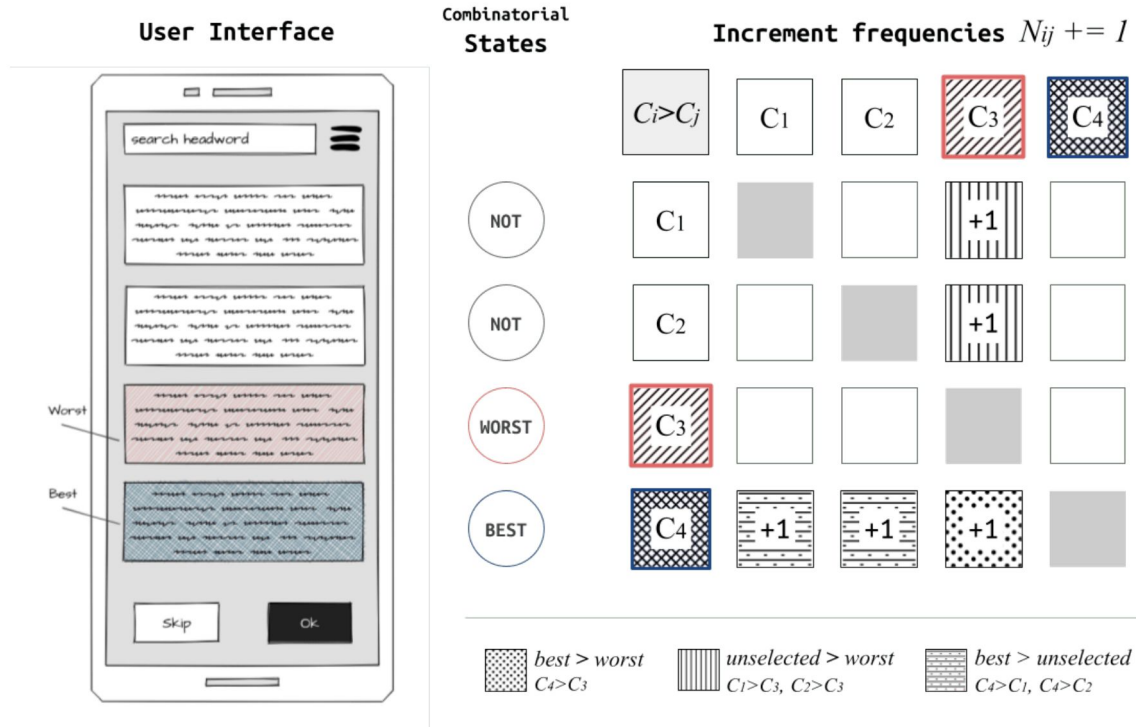 User Interface
Combinatorial
States
Increment frequencies Nij += 1
search headword
Worst
Best
Skip
Ok
NOT
NOT
WORST
BEST
Ci>Cj C1 C2 C3 C4
C1 +1
C2 +1
C3
C4 +1 +1 +1
best > worst
C4>C3
unselected > worst
C1>C3, C2>C3
best > unselected
C4>C1, C4>C2